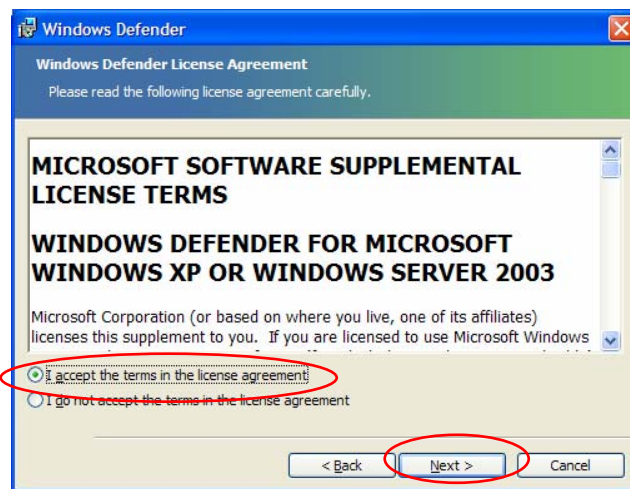 Windows Defender
Windows Defender License Agreement
Please read the following license agreement carefully.
MICROSOFT SOFTWARE SUPPLEMENTAL
LICENSE TERMS
WINDOWS DEFENDER FOR MICROSOFT
WINDOWS XP OR WINDOWS SERVER 2003
Microsoft Corporation (or based on where you live, one of its affiliates)
licenses this supplement to you.  If you are licensed to use Microsoft Windows
I accept the terms in the license agreement
I do not accept the terms in the license agreement
< Back Next > Cancel